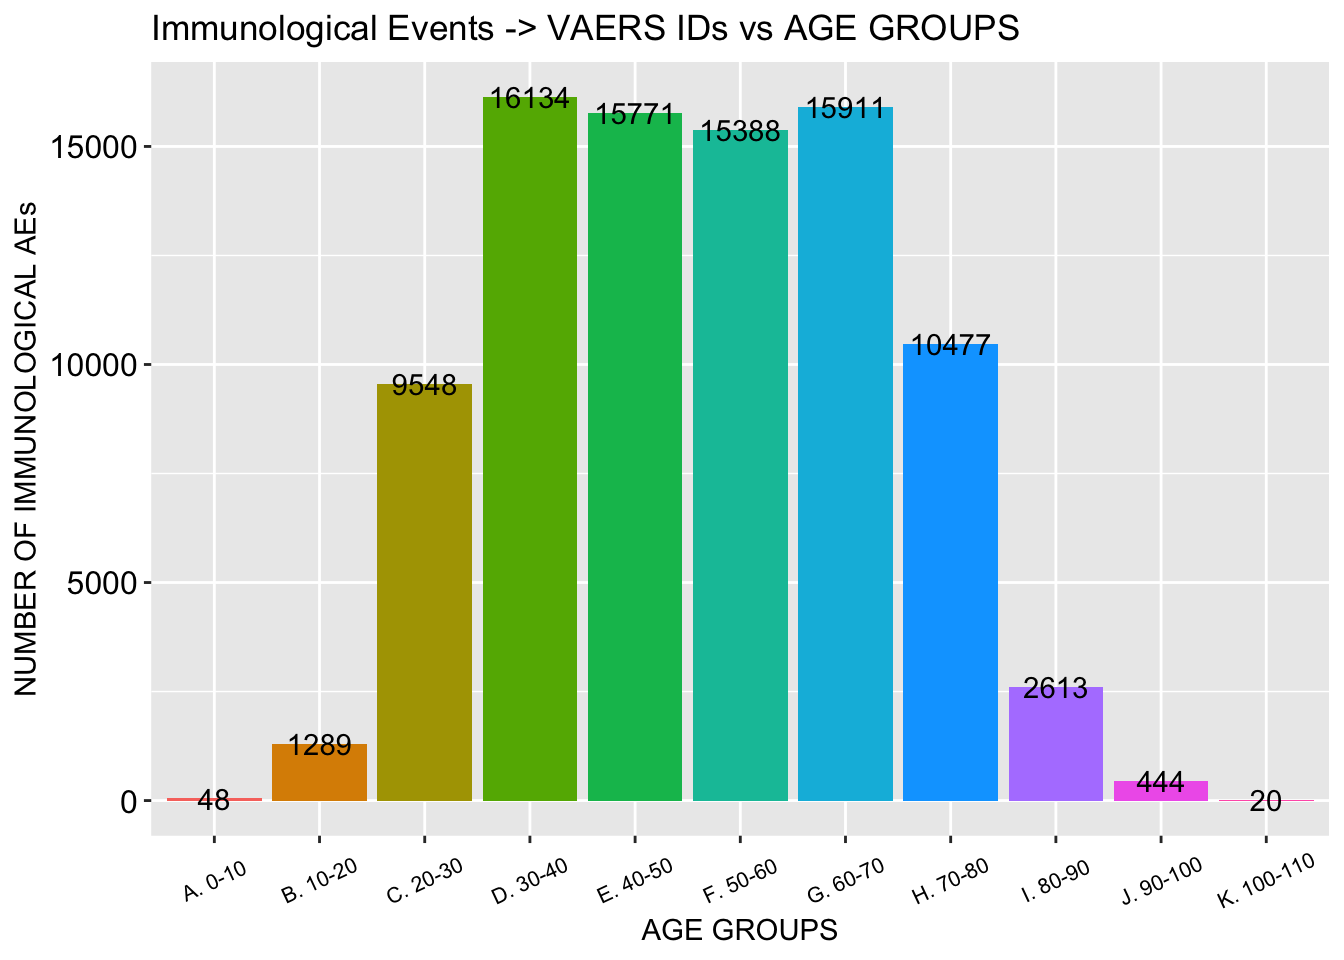 Immunological Events -> VAERS IDs vs AGE GROUPS
NUMBER OF IMMUNOLOGICAL AEs
15000
10000
5000
0
48
1289
9548
16134
15771
15388
15911
10477
2613
444
20
A. 0-10
B. 10-20
C. 20-30
D. 30-40
E. 40-50
F. 50-60
G. 60-70
H. 70-80
I. 80-90
J. 90-100
K. 100-110
AGE GROUPS